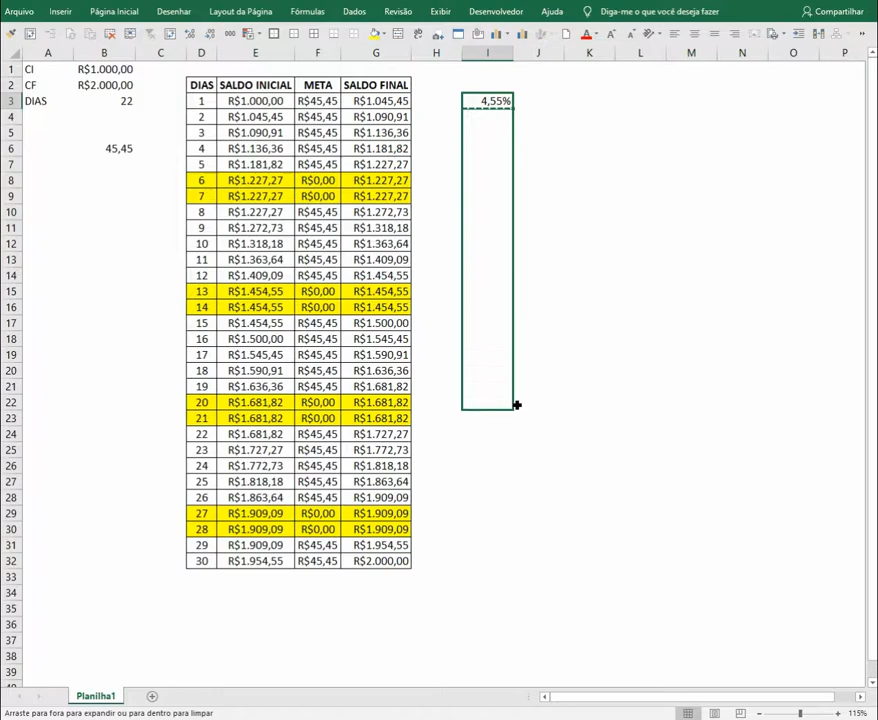 Arquivo Inserir Página Inicial Desenhar Layout da Página Fórmulas Dados Revisão Exibir Desenvolvedor Ajuda Diga-me o que você deseja fazer Compartilhar
A B C D E F G H I J K L M N O P
1 CI R$1.000,00
2 CF R$2.000,00 DIAS SALDO INICIAL META SALDO FINAL
3 DIAS 22 1 R$1.000,00 R$45,45 R$1.045,45 4,55%
4 2 R$1.045,45 R$45,45 R$1.090,91
5 3 R$1.090,91 R$45,45 R$1.136,36
6 45,45 4 R$1.136,36 R$45,45 R$1.181,82
7 5 R$1.181,82 R$45,45 R$1.227,27
8 6 R$1.227,27 R$0,00 R$1.227,27
9 7 R$1.227,27 R$0,00 R$1.227,27
10 8 R$1.227,27 R$45,45 R$1.272,73
11 9 R$1.272,73 R$45,45 R$1.318,18
12 10 R$1.318,18 R$45,45 R$1.363,64
13 11 R$1.363,64 R$45,45 R$1.409,09
14 12 R$1.409,09 R$45,45 R$1.454,55
15 13 R$1.454,55 R$0,00 R$1.454,55
16 14 R$1.454,55 R$0,00 R$1.454,55
17 15 R$1.454,55 R$45,45 R$1.500,00
18 16 R$1.500,00 R$45,45 R$1.545,45
19 17 R$1.545,45 R$45,45 R$1.590,91
20 18 R$1.590,91 R$45,45 R$1.636,36
21 19 R$1.636,36 R$45,45 R$1.681,82
22 20 R$1.681,82 R$0,00 R$1.681,82
23 21 R$1.681,82 R$0,00 R$1.681,82
24 22 R$1.681,82 R$45,45 R$1.727,27
25 23 R$1.727,27 R$45,45 R$1.772,73
26 24 R$1.772,73 R$45,45 R$1.818,18
27 25 R$1.818,18 R$45,45 R$1.863,64
28 26 R$1.863,64 R$45,45 R$1.909,09
29 27 R$1.909,09 R$0,00 R$1.909,09
30 28 R$1.909,09 R$0,00 R$1.909,09
31 29 R$1.909,09 R$45,45 R$1.954,55
32 30 R$1.954,55 R$45,45 R$2.000,00
33
34
35
36
37
38
39
Planilha1
Arraste para fora para expandir ou para dentro para limpar 115%